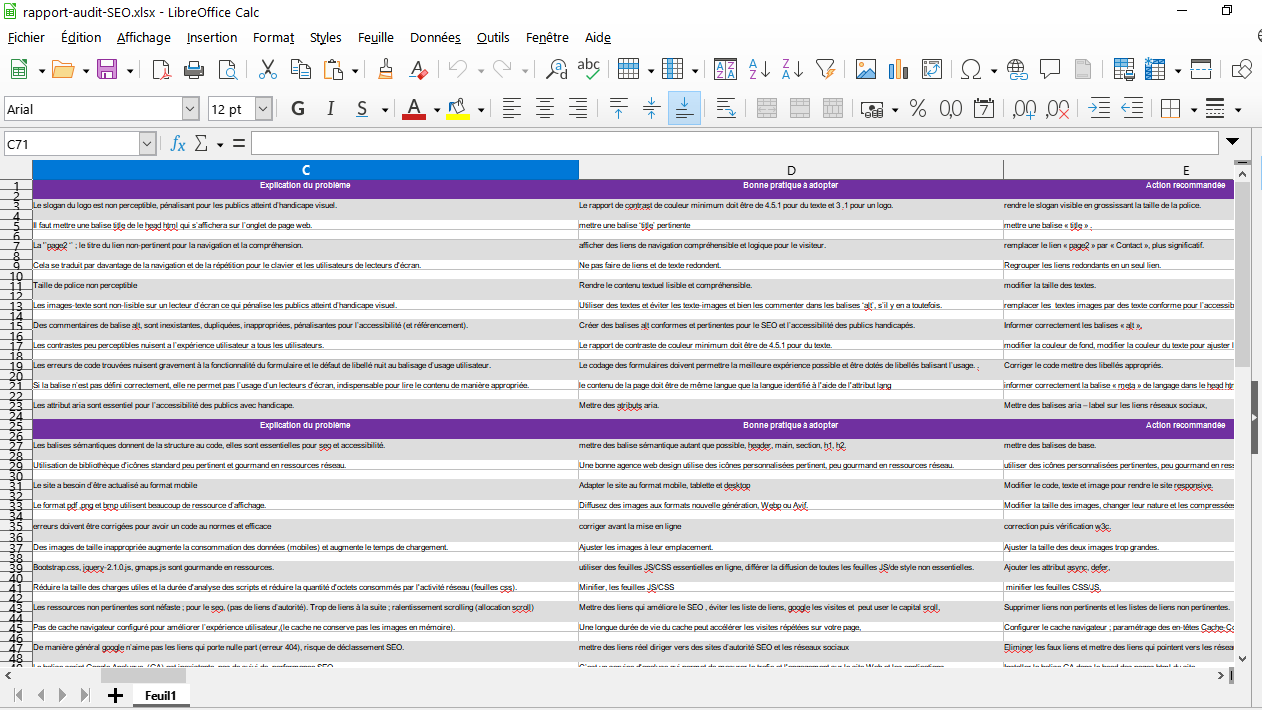 rapport-audit-SEO.xlsx - LibreOffice Calc
Fichier Édition Affichage Insertion Format Styles Feuille Données Outils Fenêtre Aide
Arial 12 pt G I S
C71
C D E
1 Explication du problème Bonne pratique à adopter Action recommandée
2
3 Le slogan du logo est non perceptible, pénalisant pour les publics atteint d'handicape visuel. Le rapport de contrast de couleur minimum doit être de 4.5.1 pour du texte et 3 .1 pour un logo. rendre le slogan visible en grossissant la taille de la police.
4
5 Il faut mettre une balise title de le head html qui s'affichera sur l'onglet de page web. mettre une balise 'title' pertinente mettre une balise « title » .
6
7 La ''page2 '' ; le titre du lien non-pertinent pour la navigation et la compréhension. afficher des liens de navigation compréhensible et logique pour le visiteur. remplacer le lien « page2 » par « Contact », plus significatif.
8
9 Cela se traduit par davantage de la navigation et de la répétition pour le clavier et les utilisateurs de lecteurs d'écran. Ne pas faire de liens et de texte redondent. Regrouper les liens redondants en un seul lien.
10
11 Taille de police non perceptible Rendre le contenu textuel lisible et compréhensible. modifier la taille des textes.
12
13 Les images-texte sont non-lisible sur un lecteur d'écran ce qui pénalise les publics atteint d'handicape visuel. Utiliser des textes et éviter les texte-images et bien les commenter dans les balises 'alt', s'il y en a toutefois. remplacer les textes images par des texte conforme pour l'accessib
14
15 Des commentaires de balise alt, sont inexistantes, dupliquées, inappropriées, pénalisantes pour l'accessibilité (et référencement). Créer des balises alt conformes et pertinentes pour le SEO et l'accessibilité des publics handicapés. Informer correctement les balises « alt »,
16
17 Les contrastes peu perceptibles nuisent a l'expérience utilisateur a tous les utilisateurs. Le rapport de contraste de couleur minimum doit être de 4.5.1 pour du texte. modifier la couleur de fond, modifier la couleur du texte pour ajuster l
18
19 Les erreurs de code trouvées nuisent gravement à la fonctionnalité du formulaire et le défaut de libellé nuit au balisage d'usage utilisateur. Le codage des formulaires doivent permettre la meilleure expérience possible et être dotés de libellés balisant l'usage. . Corriger le code mettre des libellés appropriés.
20
21 Si la balise n'est pas défini correctement, elle ne permet pas l'usage d'un lecteurs d'écran, indispensable pour lire le contenu de manière appropriée. le contenu de la page doit être de même langue que la langue identifié à l'aide de l'attribut lang informer correctement la balise « meta » de langage dans le head htr
22
23 Les attribut aria sont essentiel pour l'accessibilité des publics avec handicape. Mettre des atributs aria. Mettre des balises aria – label sur les liens réseaux sociaux,
24
25 Explication du problème Bonne pratique à adopter Action recommandée
26
27 Les balises sémantiques donnent de la structure au code, elles sont essentielles pour seg et accessibilité. mettre des balise sémantique autant que possible, header, main, section, h1, h2. mettre des balises de base.
28
29 Utilisation de bibliothèque d'icônes standard peu pertinent et gourmand en ressources réseau. Une bonne agence web design utilise des icônes personnalisées pertinent, peu gourmand en ressources réseau. utiliser des icônes personnalisées pertinentes, peu gourmand en ress
30
31 Le site a besoin d'être actualisé au format mobile Adapter le site au format mobile, tablette et desktop Modifier le code, texte et image pour rendre le site responsive.
32
33 Le format pdf ,png et bmp utilisent beaucoup de ressource d'affichage. Diffusez des images aux formats nouvelle génération, Webp ou Avif. Modifier la taille des images, changer leur nature et les compressées
34
35 erreurs doivent être corrigées pour avoir un code au normes et efficace corriger avant la mise en ligne correction puis vérification w3c.
36
37 Des images de taille inappropriée augmente la consommation des données (mobiles) et augmente le temps de chargement. Ajuster les images à leur emplacement. Ajuster la taille des deux images trop grandes.
38
39 Bootstrap.css, jquery-2.1.0.js, gmaps.js sont gourmande en ressources. utiliser des feuilles JS/CSS essentielles en ligne, différer la diffusion de toutes les feuilles JS/de style non essentielles. Ajouter les attribut async, defer,
40
41 Réduire la taille des charges utiles et la durée d'analyse des scripts et réduire la quantité d'octets consommés par l'activité réseau (feuilles css). Minifier, les feuilles JS/CSS minifier les feuilles CSS/JS,
42
43 Les ressources non pertinentes sont néfaste ; pour le seg, (pas de liens d'autorité). Trop de liens à la suite ; ralentissement scrolling (allocation scroll) Mettre des liens qui améliore le SEO , éviter les liste de liens, google les visites et peut user le capital sroll, Supprimer liens non pertinents et les listes de liens non pertinentes.
44
45 Pas de cache navigateur configuré pour améliorer l'expérience utilisateur,(le cache ne conserve pas les images en mémoire). Une longue durée de vie du cache peut accélérer les visites répétées sur votre page, Configurer le cache navigateur ; paramétrage des en-têtes Cache-Co
46
47 De manière général google n'aime pas les liens qui porte nulle part (erreur 404), risque de déclassement SEO. mettre des liens réel diriger vers des sites d'autorité SEO et les réseaux sociaux Eliminer les faux liens et mettre des liens qui pointent vers les résea
48
Feuil1